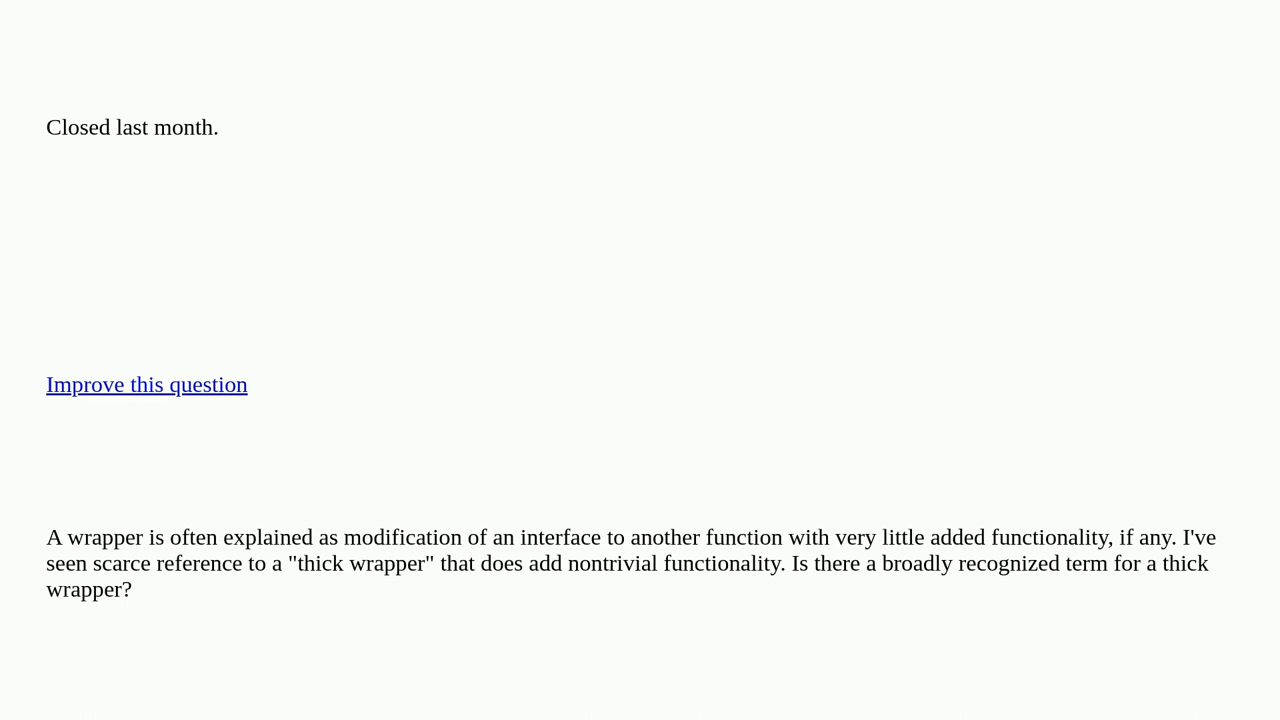 Closed last month.
Improve this question
A wrapper is often explained as modification of an interface to another function with very little added functionality, if any. I've
seen scarce reference to a "thick wrapper" that does add nontrivial functionality. Is there a broadly recognized term for a thick
wrapper?